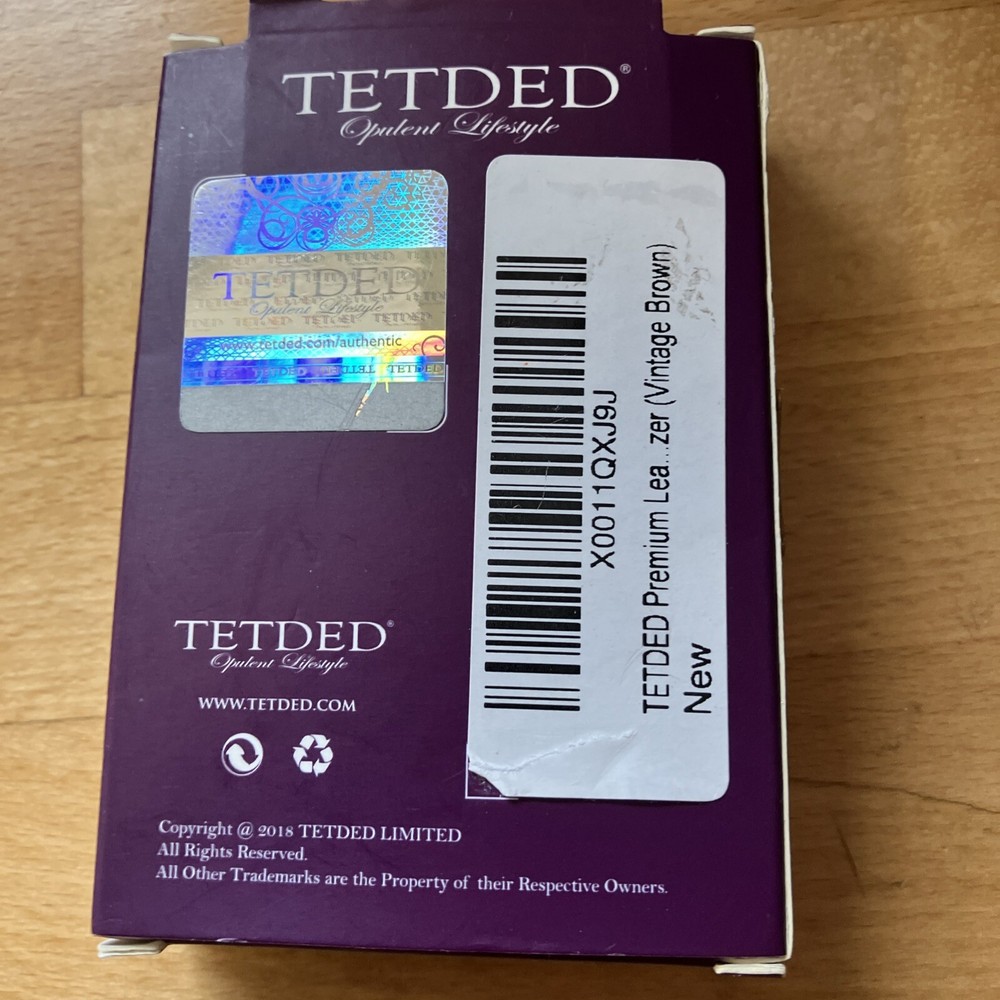 TETDED®
Opulent Lifestyle
TETDED
Opulent Lifestyle
www.tetded.com/authentic
TETDED
X0011QXJ9J
TETDED Premium Lea...zer (Vintage Brown)
New
TETDED®
Opulent Lifestyle
WWW.TETDED.COM
Copyright @ 2018 TETDED LIMITED
All Rights Reserved.
All Other Trademarks are the Property of their Respective Owners.